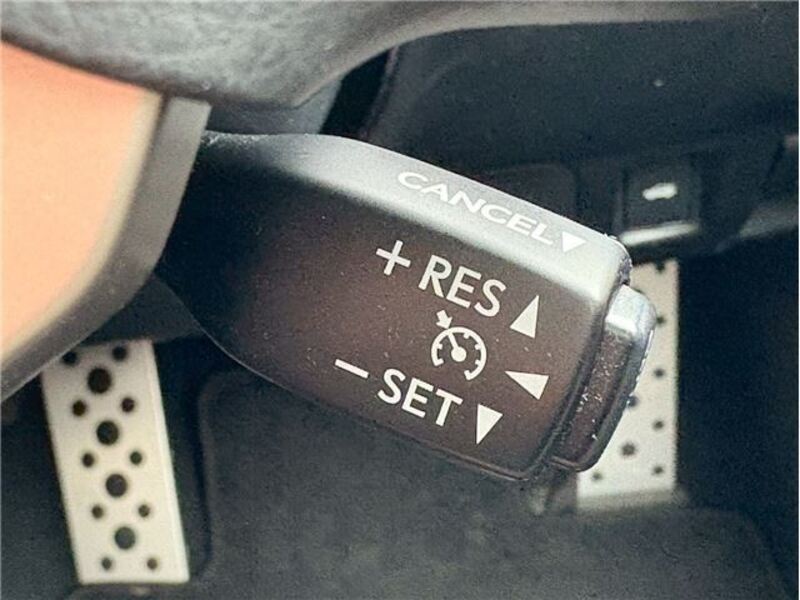 CANCEL▼
+ RES ▲
− SET ▼